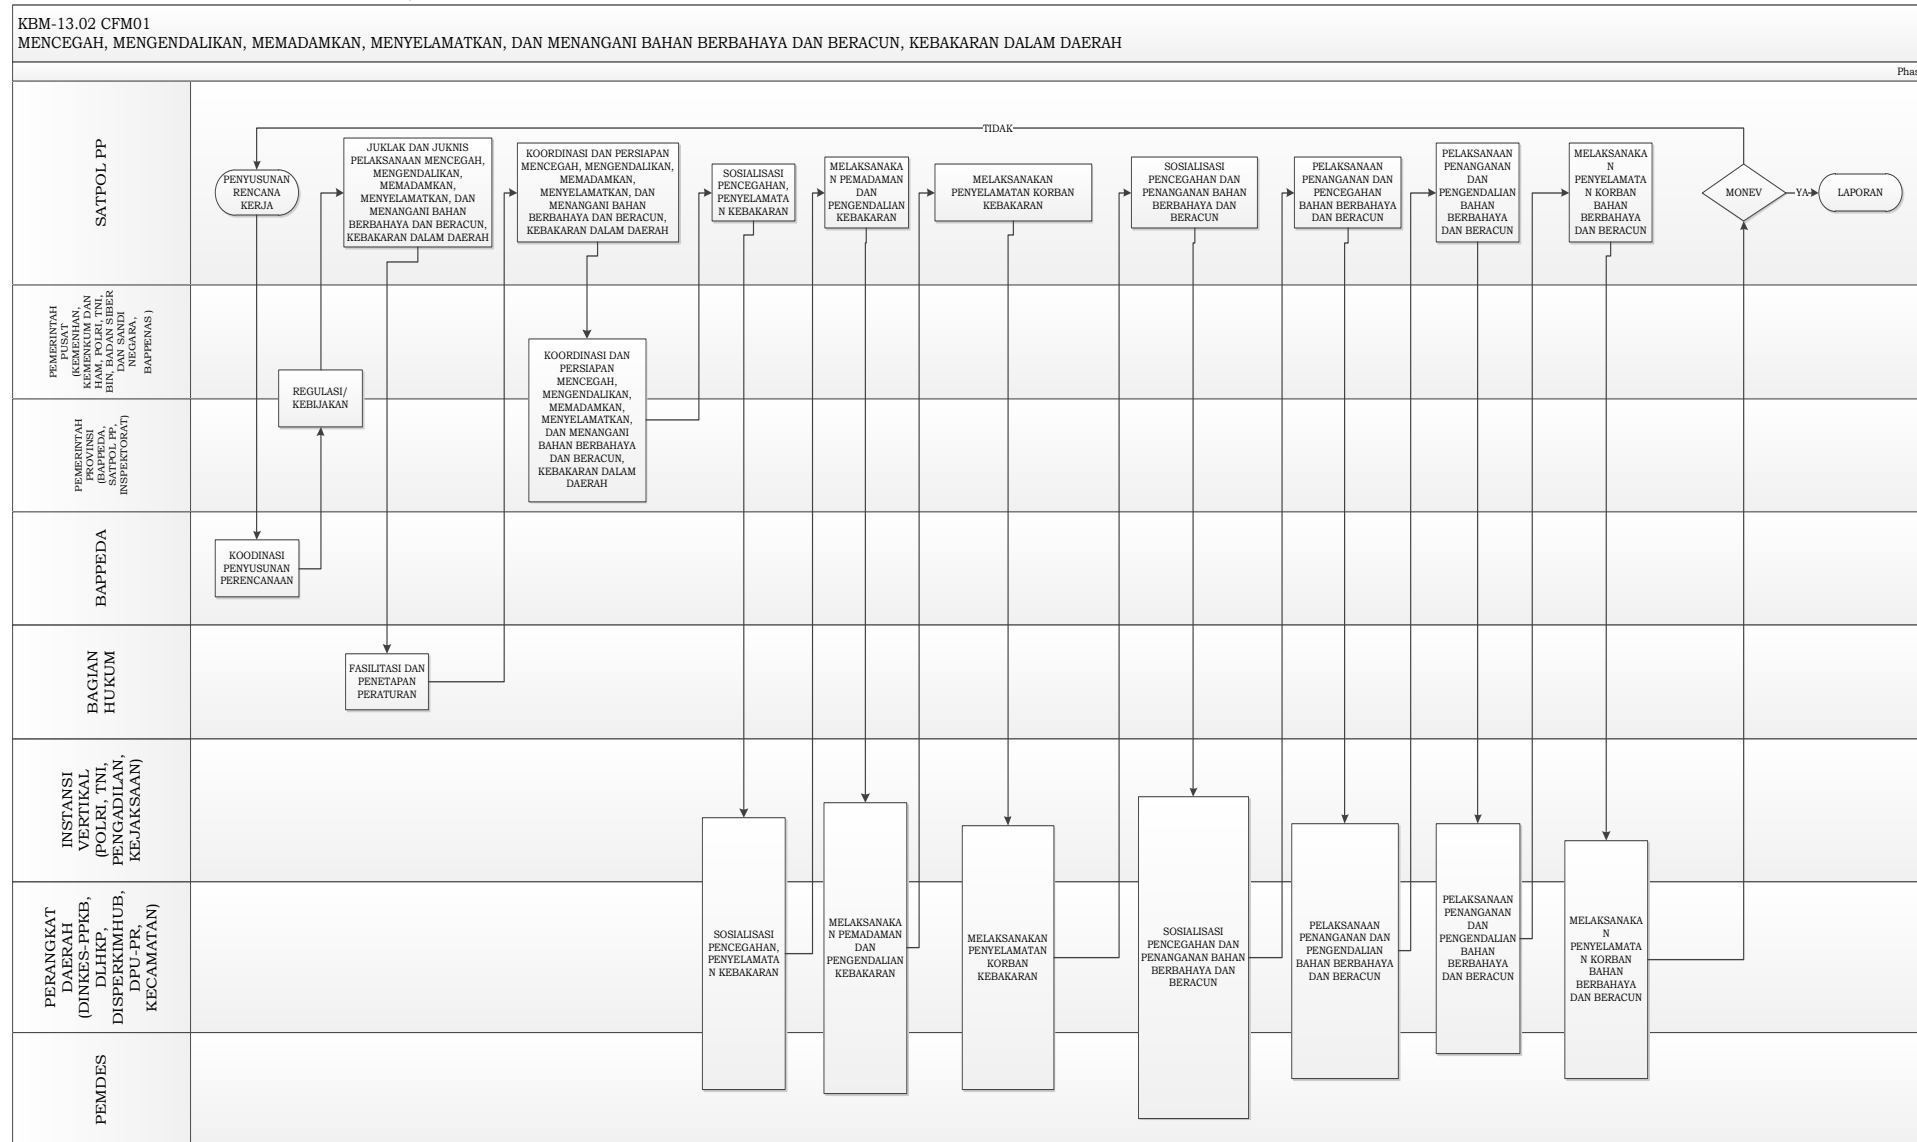 KBM-13.02 CFM01
MENCEGAH, MENGENDALIKAN, MEMADAMKAN, MENYELAMATKAN, DAN MENANGANI BAHAN BERBAHAYA DAN BERACUN, KEBAKARAN DALAM DAERAH
Phas
SATPOL PP
PENYUSUNAN
RENCANA
KERJA
JUKLAK DAN JUKNIS
PELAKSANAAN MENCEGAH,
MENGENDALIKAN,
MEMADAMKAN,
MENYELAMATKAN, DAN
MENANGANI BAHAN
BERBAHAYA DAN BERACUN,
KEBAKARAN DALAM DAERAH
KOORDINASI DAN PERSIAPAN
MENCEGAH, MENGENDALIKAN,
MEMADAMKAN,
MENYELAMATKAN, DAN
MENANGANI BAHAN
BERBAHAYA DAN BERACUN,
KEBAKARAN DALAM DAERAH
SOSIALISASI
PENCEGAHAN,
PENYELAMATA
N KEBAKARAN
MELAKSANAKA
N PEMADAMAN
DAN
PENGENDALIAN
KEBAKARAN
MELAKSANAKAN
PENYELAMATAN KORBAN
KEBAKARAN
TIDAK
SOSIALISASI
PENCEGAHAN DAN
PENANGANAN BAHAN
BERBAHAYA DAN
BERACUN
PELAKSANAAN
PENANGANAN DAN
PENCEGAHAN
BAHAN BERBAHAYA
DAN BERACUN
PELAKSANAAN
PENANGANAN
DAN
PENGENDALIAN
BAHAN
BERBAHAYA
DAN BERACUN
MELAKSANAKA
N
PENYELAMATA
N KORBAN
BAHAN
BERBAHAYA
DAN BERACUN
MONEV
YA
LAPORAN
PEMERINTAH
PUSAT
(KEMENHAN,
KEMENKUM DAN
HAM, POLRI, TNI,
BIN, BADAN SIBER
DAN SANDI
NEGARA,
BAPPENAS )
REGULASI/
KEBIJAKAN
KOORDINASI DAN
PERSIAPAN
MENCEGAH,
MENGENDALIKAN,
MEMADAMKAN,
MENYELAMATKAN,
DAN MENANGANI
BAHAN BERBAHAYA
DAN BERACUN,
KEBAKARAN DALAM
DAERAH
PEMERINTAH
PROVINSI
(BAPPEDA,
SATPOL PP,
INSPEKTORAT)
BAPPEDA
KOODINASI
PENYUSUNAN
PERENCANAAN
BAGIAN
HUKUM
FASILITASI DAN
PENETAPAN
PERATURAN
INSTANSI
VERTIKAL
(POLRI, TNI,
PENGADILAN,
KEJAKSAAN)
PERANGKAT
DAERAH
(DINKES-PPKB,
DLHKP,
DISPERKIMHUB,
DPU-PR,
KECAMATAN)
SOSIALISASI
PENCEGAHAN,
PENYELAMATA
N KEBAKARAN
MELAKSANAKA
N PEMADAMAN
DAN
PENGENDALIAN
KEBAKARAN
MELAKSANAKAN
PENYELAMATAN
KORBAN
KEBAKARAN
SOSIALISASI
PENCEGAHAN DAN
PENANGANAN BAHAN
BERBAHAYA DAN
BERACUN
PELAKSANAAN
PENANGANAN DAN
PENGENDALIAN
BAHAN BERBAHAYA
DAN BERACUN
PELAKSANAAN
PENANGANAN
DAN
PENGENDALIAN
BAHAN
BERBAHAYA
DAN BERACUN
MELAKSANAKA
N
PENYELAMATA
N KORBAN
BAHAN
BERBAHAYA
DAN BERACUN
PEMDES